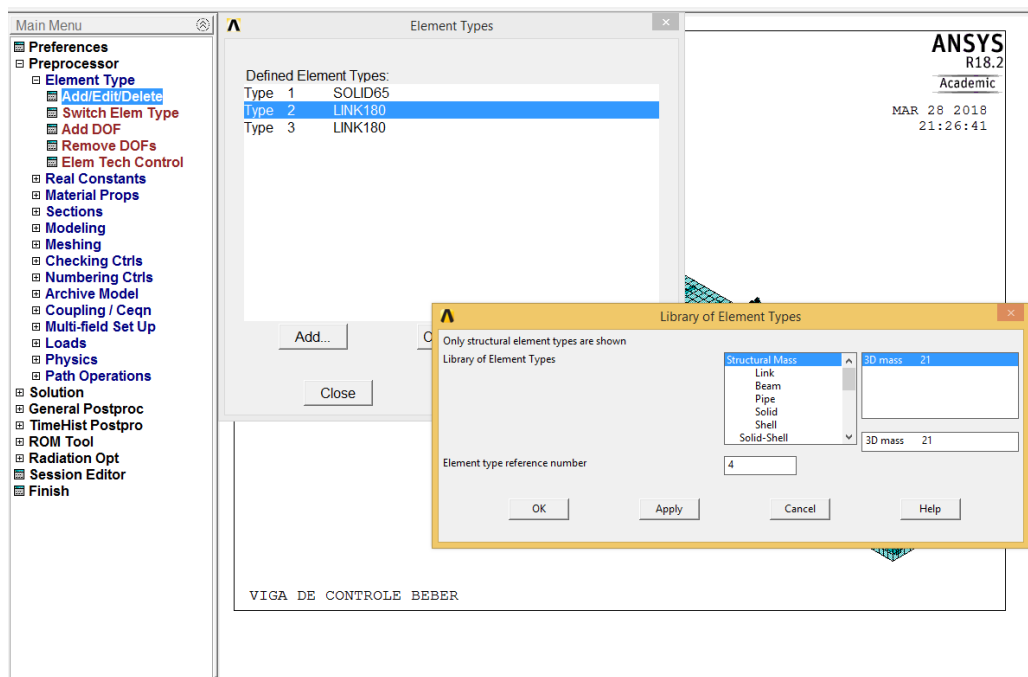 Main Menu
Preferences
Preprocessor
Element Type
Add/Edit/Delete
Switch Elem Type
Add DOF
Remove DOFs
Elem Tech Control
Real Constants
Material Props
Sections
Modeling
Meshing
Checking Ctrls
Numbering Ctrls
Archive Model
Coupling / Ceqn
Multi-field Set Up
Loads
Physics
Path Operations
Solution
General Postproc
TimeHist Postpro
ROM Tool
Radiation Opt
Session Editor
Finish
Element Types
Defined Element Types:
Type 1 SOLID65
Type 2 LINK180
Type 3 LINK180
Add...
Close
ANSYS
R18.2
Academic
MAR 28 2018
21:26:41
Library of Element Types
Only structural element types are shown
Library of Element Types
Structural Mass
Link
Beam
Pipe
Solid
Shell
Solid-Shell
3D mass 21
3D mass 21
Element type reference number
4
OK
Apply
Cancel
Help
VIGA DE CONTROLE BEBER